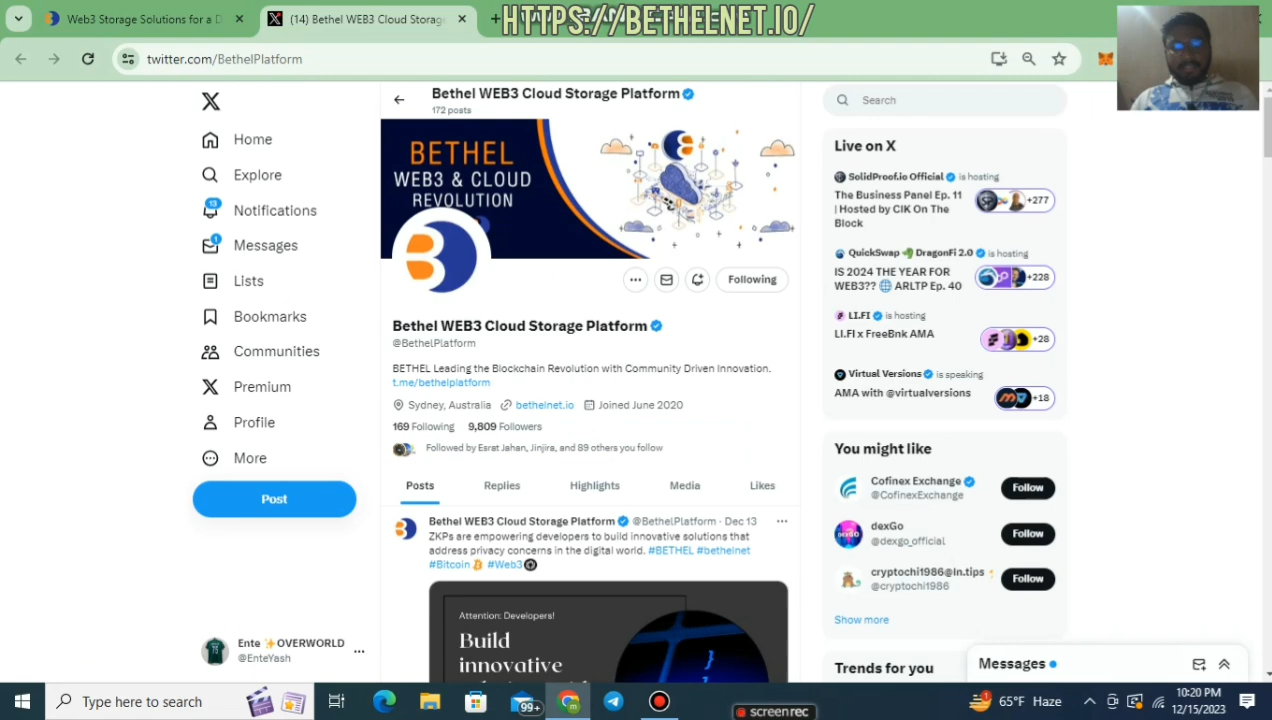 Web3 Storage Solutions for a D
(14) Bethel WEB3 Cloud Storage
HTTPS://BETHELNET.IO/
twitter.com/BethelPlatform
Home
Explore
13
Notifications
1
Messages
Lists
Bookmarks
Communities
Premium
Profile
More
Post
Ente ✨OVERWORLD
@EnteYash
Bethel WEB3 Cloud Storage Platform
172 posts
BETHEL
WEB3 & CLOUD
REVOLUTION
Following
Bethel WEB3 Cloud Storage Platform
@BethelPlatform
BETHEL Leading the Blockchain Revolution with Community Driven Innovation.
t.me/bethelplatform
Sydney, Australia bethelnet.io Joined June 2020
169 Following 9,809 Followers
Followed by Esrat Jahan, Jinjira, and 89 others you follow
Posts Replies Highlights Media Likes
Bethel WEB3 Cloud Storage Platform @BethelPlatform · Dec 13
ZKPs are empowering developers to build innovative solutions that
address privacy concerns in the digital world. #BETHEL #bethelnet
#Bitcoin #Web3
Attention: Developers!
Build
innovative
Search
Live on X
SolidProof.io Official is hosting
The Business Panel Ep. 11
| Hosted by CIK On The
Block
+277
QuickSwap DragonFi 2.0 is hosting
IS 2024 THE YEAR FOR
WEB3?? 🌐 ARLTP Ep. 40
+228
LI.FI is hosting
LI.FI x FreeBnk AMA
+28
Virtual Versions is speaking
AMA with @virtualversions
+18
You might like
Cofinex Exchange
@CofinexExchange
Follow
dexGo
@dexgo_official
Follow
cryptochi1986@ln.tips
@cryptochi1986
Follow
Show more
Trends for you
Messages
Type here to search
99+
screenrec
65°F Haze
10:20 PM
12/15/2023